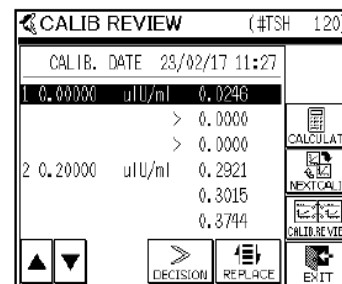 CALIB REVIEW (#TSH 120)
CALIB. DATE 23/02/17 11:27
1 0.00000 uIU/ml 0.0246
> 0.0000
> 0.0000
2 0.20000 uIU/ml 0.2921
0.3015
0.3744
CALCULAT
NEXTCALI
CALIB.REVIE
DECISION REPLACE EXIT